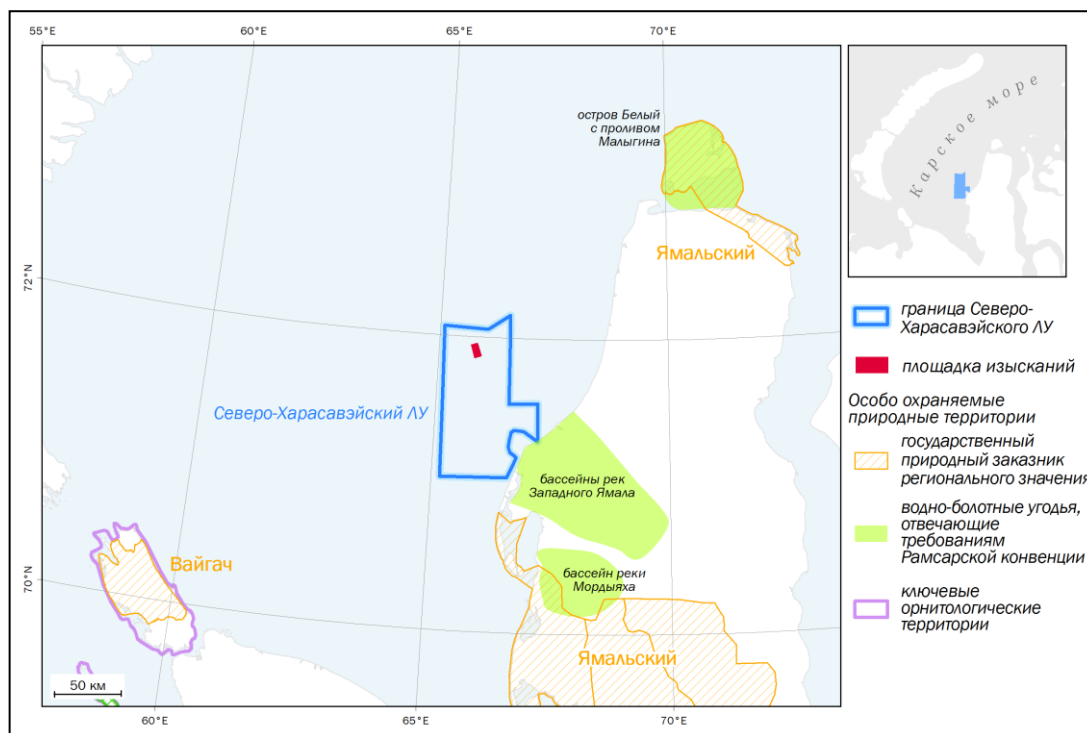 55°E
60°E
65°E
70°E
остров Белый
с проливом
Малыгина
Ямальский
72°N
Северо-Харасавэйский ЛУ
бассейны рек
Западного Ямала
Вайгач
70°N
бассейн реки
Мордыяха
Ямальский
50 км
60°E
65°E
70°E
Карское море
граница Северо-
Харасавэйского ЛУ
площадка изысканий
Особо охраняемые
природные территории
государственный
природный заказник
регионального значения
водно-болотные угодья,
отвечающие
требованиям
Рамсарской конвенции
ключевые
орнитологические
территории